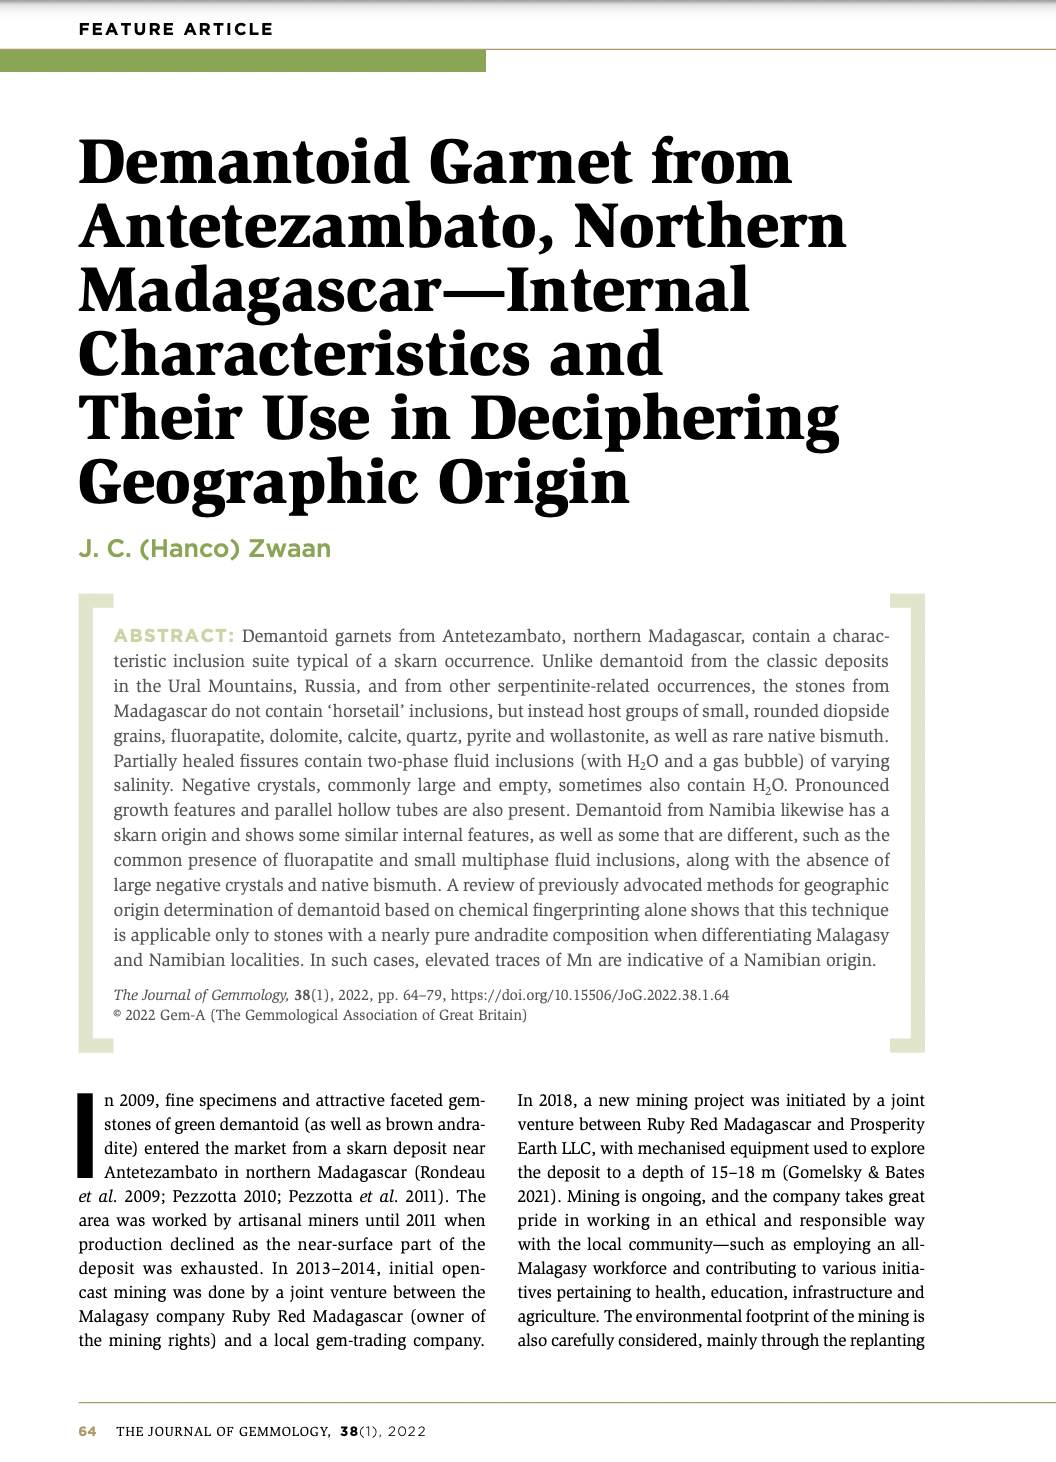 FEATURE ARTICLE
Demantoid Garnet from
Antetezambato, Northern
Madagascar—Internal
Characteristics and
Their Use in Deciphering
Geographic Origin
J. C. (Hanco) Zwaan
ABSTRACT: Demantoid garnets from Antetezambato, northern Madagascar, contain a charac-
teristic inclusion suite typical of a skarn occurrence. Unlike demantoid from the classic deposits
in the Ural Mountains, Russia, and from other serpentinite-related occurrences, the stones from
Madagascar do not contain ‘horsetail’ inclusions, but instead host groups of small, rounded diopside
grains, fluorapatite, dolomite, calcite, quartz, pyrite and wollastonite, as well as rare native bismuth.
Partially healed fissures contain two-phase fluid inclusions (with H₂O and a gas bubble) of varying
salinity. Negative crystals, commonly large and empty, sometimes also contain H₂O. Pronounced
growth features and parallel hollow tubes are also present. Demantoid from Namibia likewise has a
skarn origin and shows some similar internal features, as well as some that are different, such as the
common presence of fluorapatite and small multiphase fluid inclusions, along with the absence of
large negative crystals and native bismuth. A review of previously advocated methods for geographic
origin determination of demantoid based on chemical fingerprinting alone shows that this technique
is applicable only to stones with a nearly pure andradite composition when differentiating Malagasy
and Namibian localities. In such cases, elevated traces of Mn are indicative of a Namibian origin.
The Journal of Gemmology, 38(1), 2022, pp. 64–79, https://doi.org/10.15506/JoG.2022.38.1.64
© 2022 Gem-A (The Gemmological Association of Great Britain)
In 2009, fine specimens and attractive faceted gem-
stones of green demantoid (as well as brown andra-
dite) entered the market from a skarn deposit near
Antetezambato in northern Madagascar (Rondeau
et al. 2009; Pezzotta 2010; Pezzotta et al. 2011). The
area was worked by artisanal miners until 2011 when
production declined as the near-surface part of the
deposit was exhausted. In 2013–2014, initial open-
cast mining was done by a joint venture between the
Malagasy company Ruby Red Madagascar (owner of
the mining rights) and a local gem-trading company.
In 2018, a new mining project was initiated by a joint
venture between Ruby Red Madagascar and Prosperity
Earth LLC, with mechanised equipment used to explore
the deposit to a depth of 15–18 m (Gomelsky & Bates
2021). Mining is ongoing, and the company takes great
pride in working in an ethical and responsible way
with the local community—such as employing an all-
Malagasy workforce and contributing to various initia-
tives pertaining to health, education, infrastructure and
agriculture. The environmental footprint of the mining is
also carefully considered, mainly through the replanting
64 THE JOURNAL OF GEMMOLOGY, 38(1), 2022